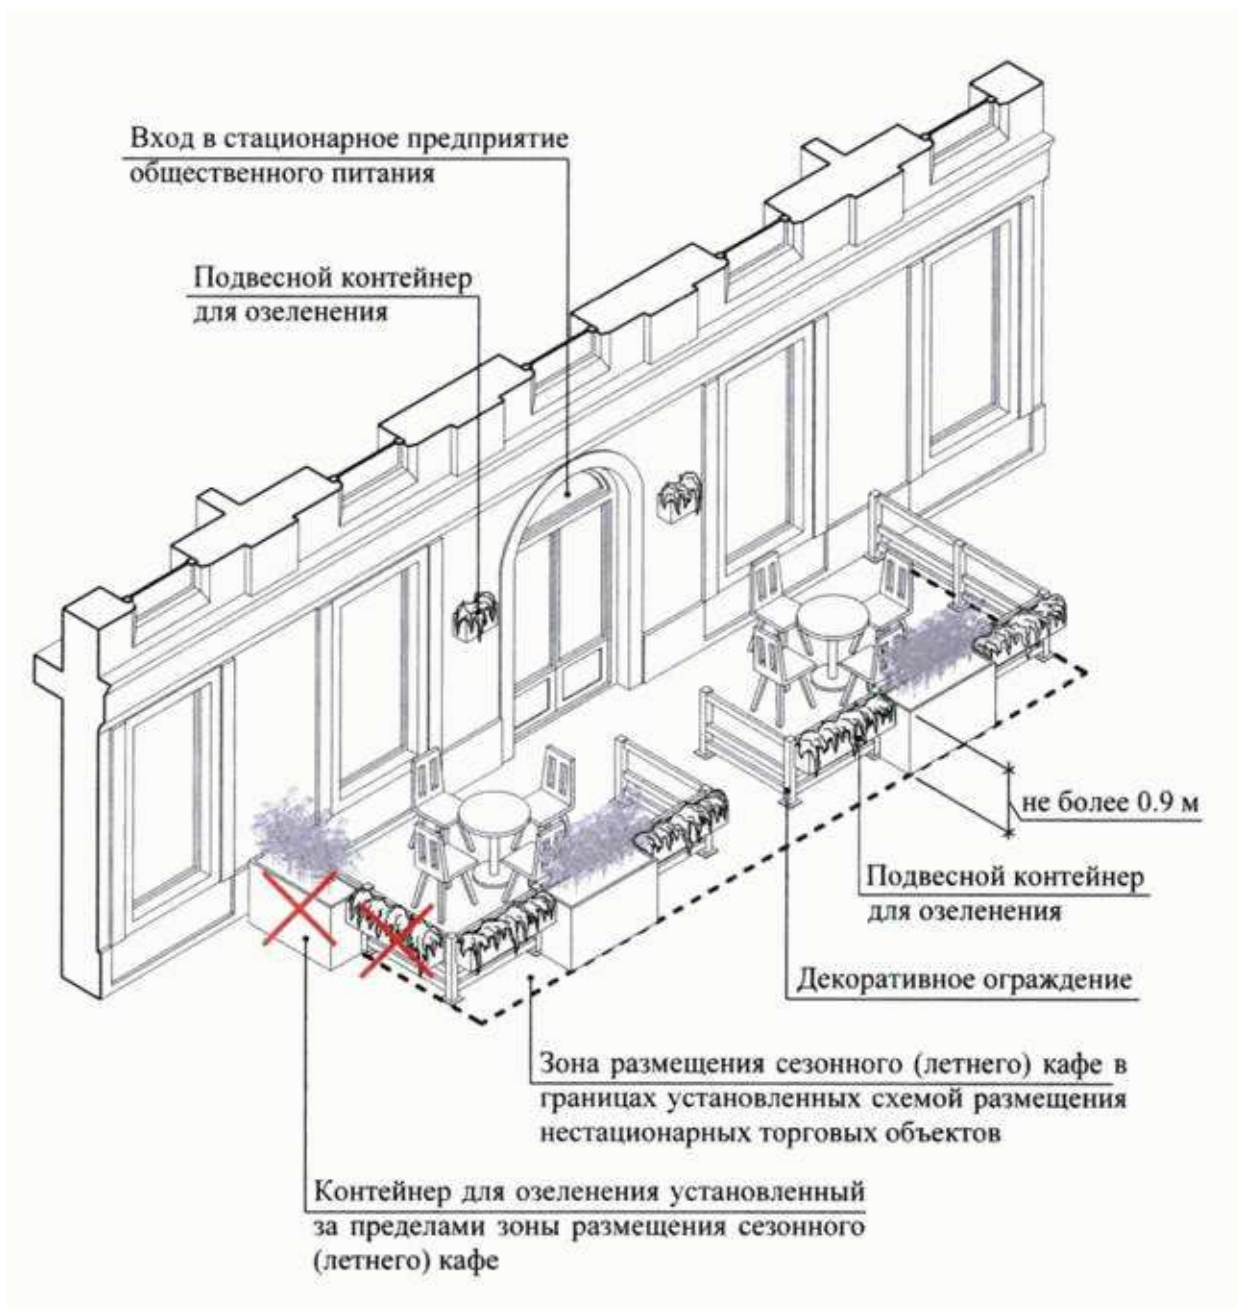 Вход в стационарное предприятие
общественного питания
Подвесной контейнер
для озеленения
не более 0.9 м
Подвесной контейнер
для озеленения
Декоративное ограждение
Зона размещения сезонного (летнего) кафе в
границах установленных схемой размещения
нестационарных торговых объектов
Контейнер для озеленения установленный
за пределами зоны размещения сезонного
(летнего) кафе